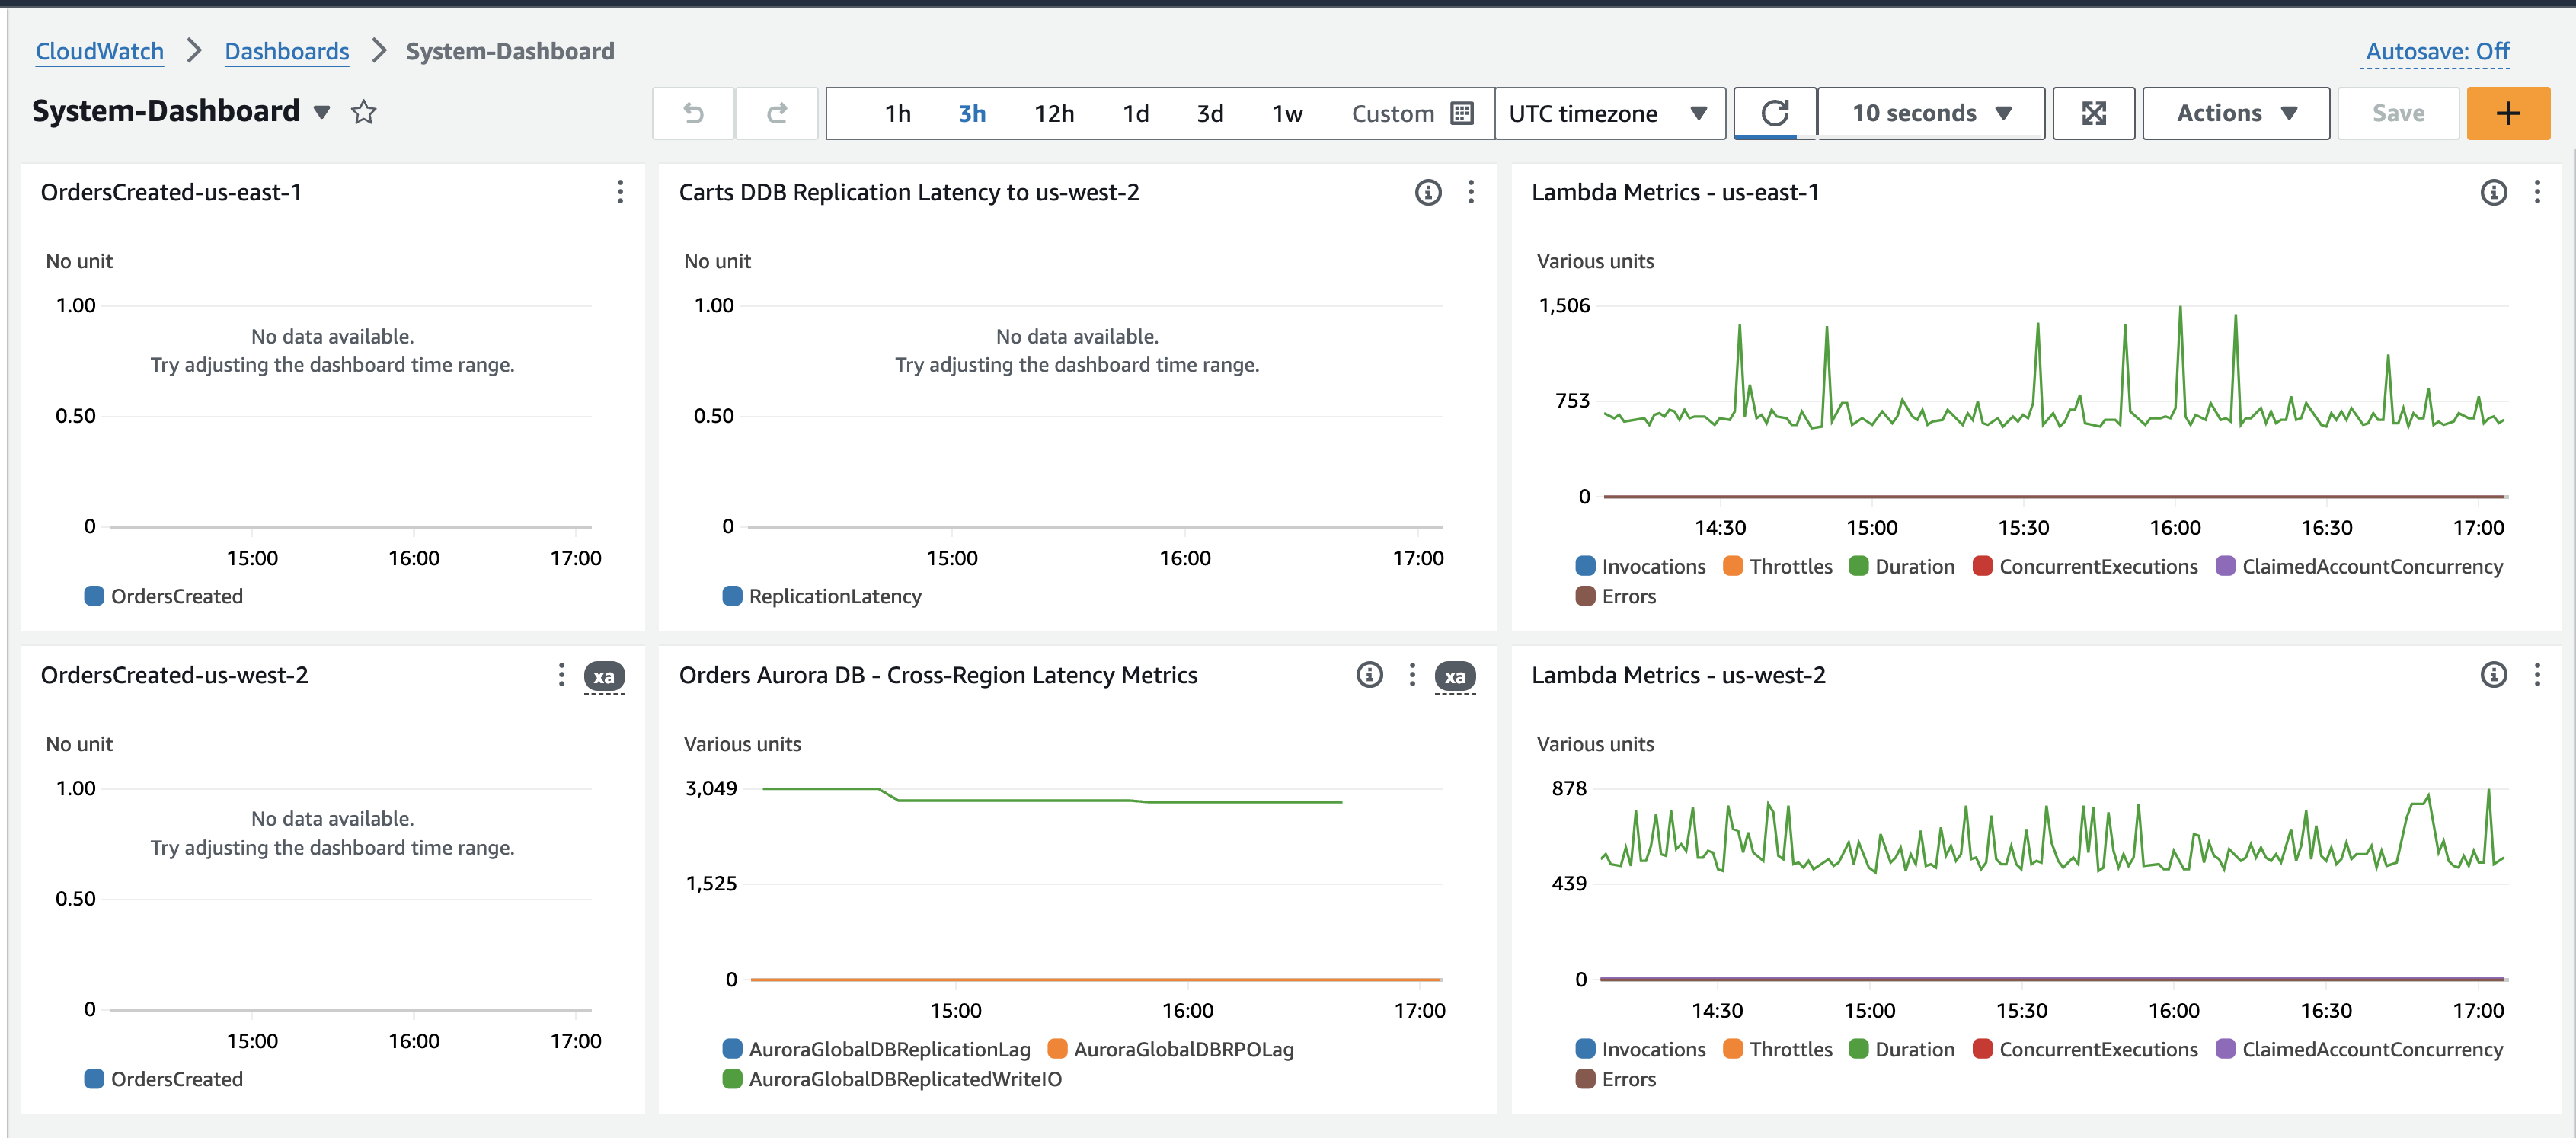 CloudWatch > Dashboards > System-Dashboard
Autosave: Off
System-Dashboard
1h 3h 12h 1d 3d 1w Custom UTC timezone 10 seconds Actions Save +
OrdersCreated-us-east-1
No unit
1.00
No data available.
Try adjusting the dashboard time range.
0.50
0
15:00 16:00 17:00
OrdersCreated
Carts DDB Replication Latency to us-west-2
No unit
1.00
No data available.
Try adjusting the dashboard time range.
0.50
0
15:00 16:00 17:00
ReplicationLatency
Lambda Metrics - us-east-1
Various units
1,506
753
0
14:30 15:00 15:30 16:00 16:30 17:00
Invocations Throttles Duration ConcurrentExecutions ClaimedAccountConcurrency
Errors
OrdersCreated-us-west-2 xa
No unit
1.00
No data available.
Try adjusting the dashboard time range.
0.50
0
15:00 16:00 17:00
OrdersCreated
Orders Aurora DB - Cross-Region Latency Metrics xa
Various units
3,049
1,525
0
15:00 16:00 17:00
AuroraGlobalDBReplicationLag AuroraGlobalDBRPOLag
AuroraGlobalDBReplicatedWriteIO
Lambda Metrics - us-west-2
Various units
878
439
0
14:30 15:00 15:30 16:00 16:30 17:00
Invocations Throttles Duration ConcurrentExecutions ClaimedAccountConcurrency
Errors